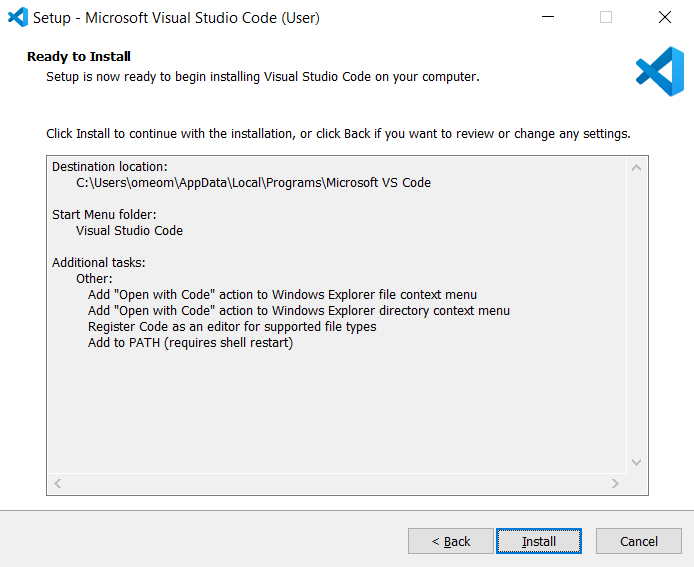 Setup - Microsoft Visual Studio Code (User)
Ready to Install
Setup is now ready to begin installing Visual Studio Code on your computer.
Click Install to continue with the installation, or click Back if you want to review or change any settings.
Destination location:
C:\Users\omeom\AppData\Local\Programs\Microsoft VS Code
Start Menu folder:
Visual Studio Code
Additional tasks:
Other:
Add "Open with Code" action to Windows Explorer file context menu
Add "Open with Code" action to Windows Explorer directory context menu
Register Code as an editor for supported file types
Add to PATH (requires shell restart)
< Back Install Cancel